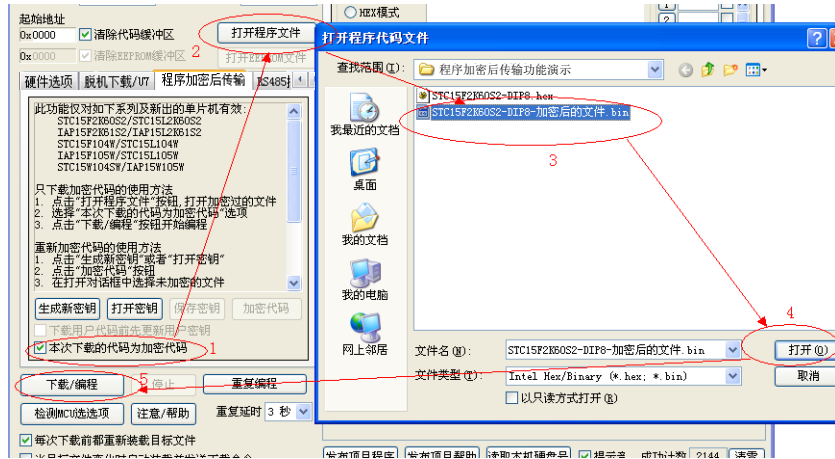 起始地址
0x0000 清除代码缓冲区 2 打开程序文件
0x0000 清除EEPROM缓冲区 打开EEPROM文件
硬件选项 脱机下载/U7 程序加密后传输 RS485
此功能仅对如下系列及新出的单片机有效:
STC15F2K60S2/STC15L2K60S2
IAP15F2K61S2/IAP15L2K61S2
STC15F104W/STC15L104W
IAP15F105W/STC15L105W
STC15W104SW/IAP15W105W
只下载加密代码的使用方法
1. 点击"打开程序文件"按钮,打开加密过的文件
2. 选择"本次下载的代码为加密代码"选项
3. 点击"下载/编程"按钮开始编程
重新加密代码的使用方法
1. 点击"生成新密钥"或者"打开密钥"
2. 点击"加密代码"按钮
3. 在打开对话框中选择未加密的文件
生成新密钥 打开密钥 保存密钥 加密代码
下载用户代码前先更新用户密钥
本次下载的代码为加密代码 1
下载/编程 5 停止 重复编程
检测MCU选选项 注意/帮助 重复延时 3 秒
每次下载前都重新装载目标文件
当目标文件变化时自动装载并发送下载命令
HEX模式
打开程序代码文件 ?
查找范围(I): 程序加密后传输功能演示
我最近的文档
桌面
我的文档
我的电脑
网上邻居
STC15F2K60S2-DIP8.hex
STC15F2K60S2-DIP8-加密后的文件.bin
3
4
文件名(N): STC15F2K60S2-DIP8-加密后的文件.bin 打开(O)
文件类型(T): Intel Hex/Binary (*.hex; *.bin) 取消
以只读方式打开(R)
发布项目程序 发布项目帮助 读取本机硬盘号 提示音 成功计数 2144 清零